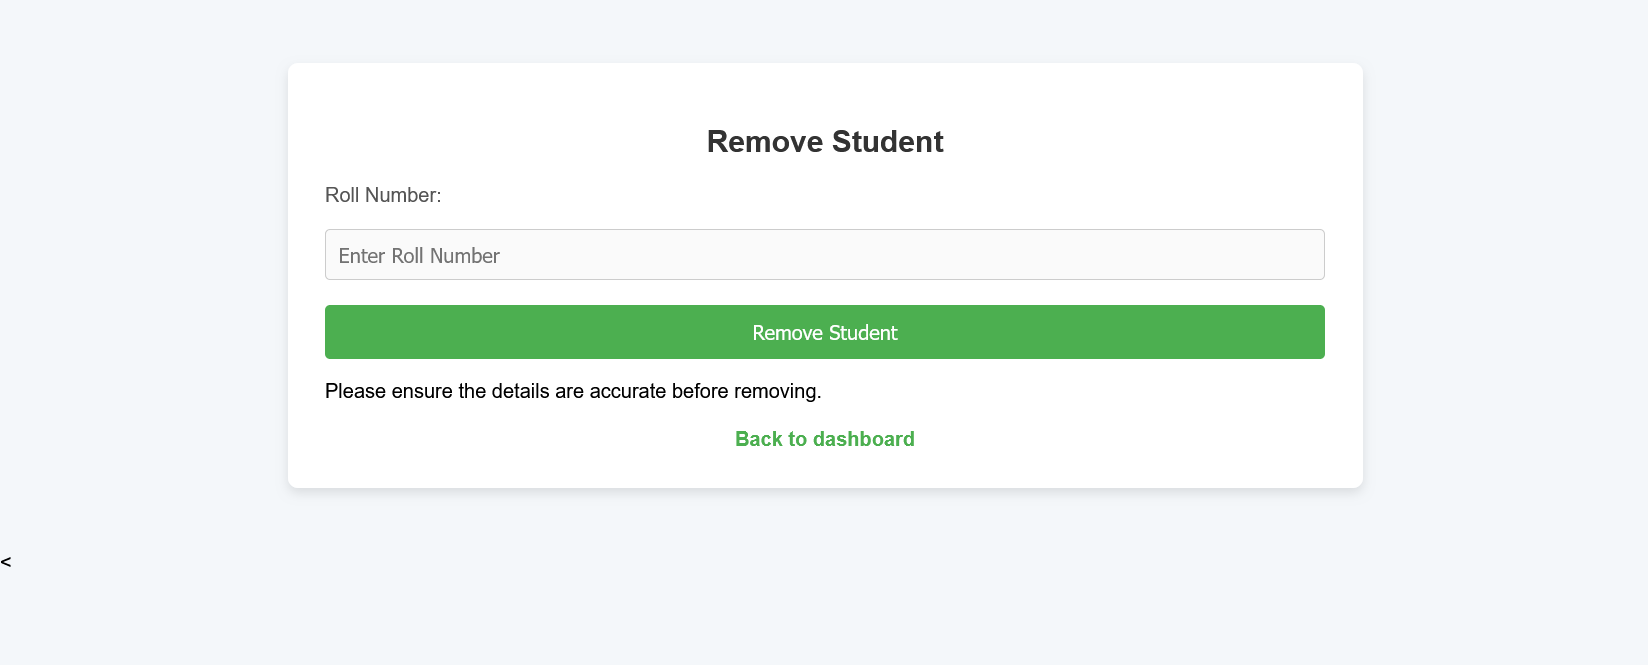 Remove Student
Roll Number:
Enter Roll Number
Remove Student
Please ensure the details are accurate before removing.
Back to dashboard
<